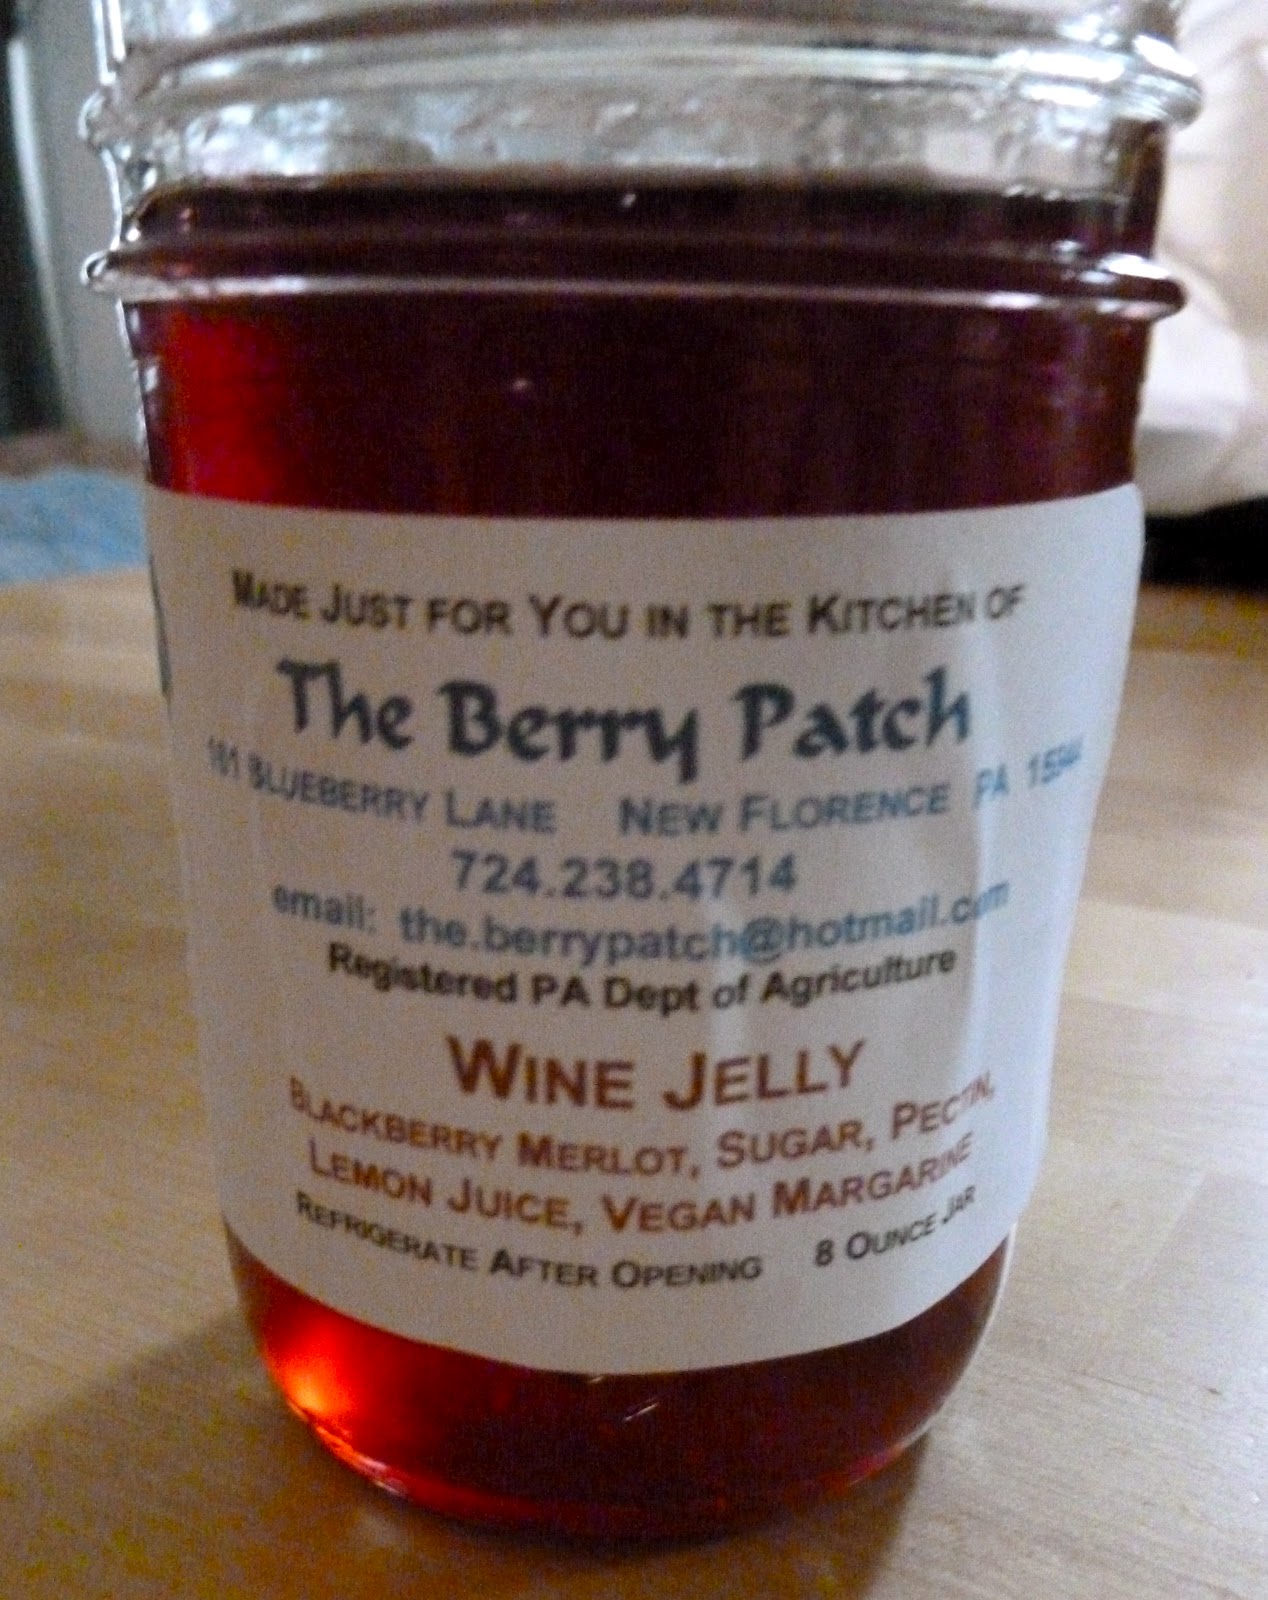 Made Just for You in the Kitchen of
The Berry Patch
181 Blueberry Lane New Florence PA 15944
724.238.4714
email: the.berrypatch@hotmail.com
Registered PA Dept of Agriculture
Wine Jelly
Blackberry Merlot, Sugar, Pectin,
Lemon Juice, Vegan Margarine
Refrigerate After Opening 8 Ounce Jar